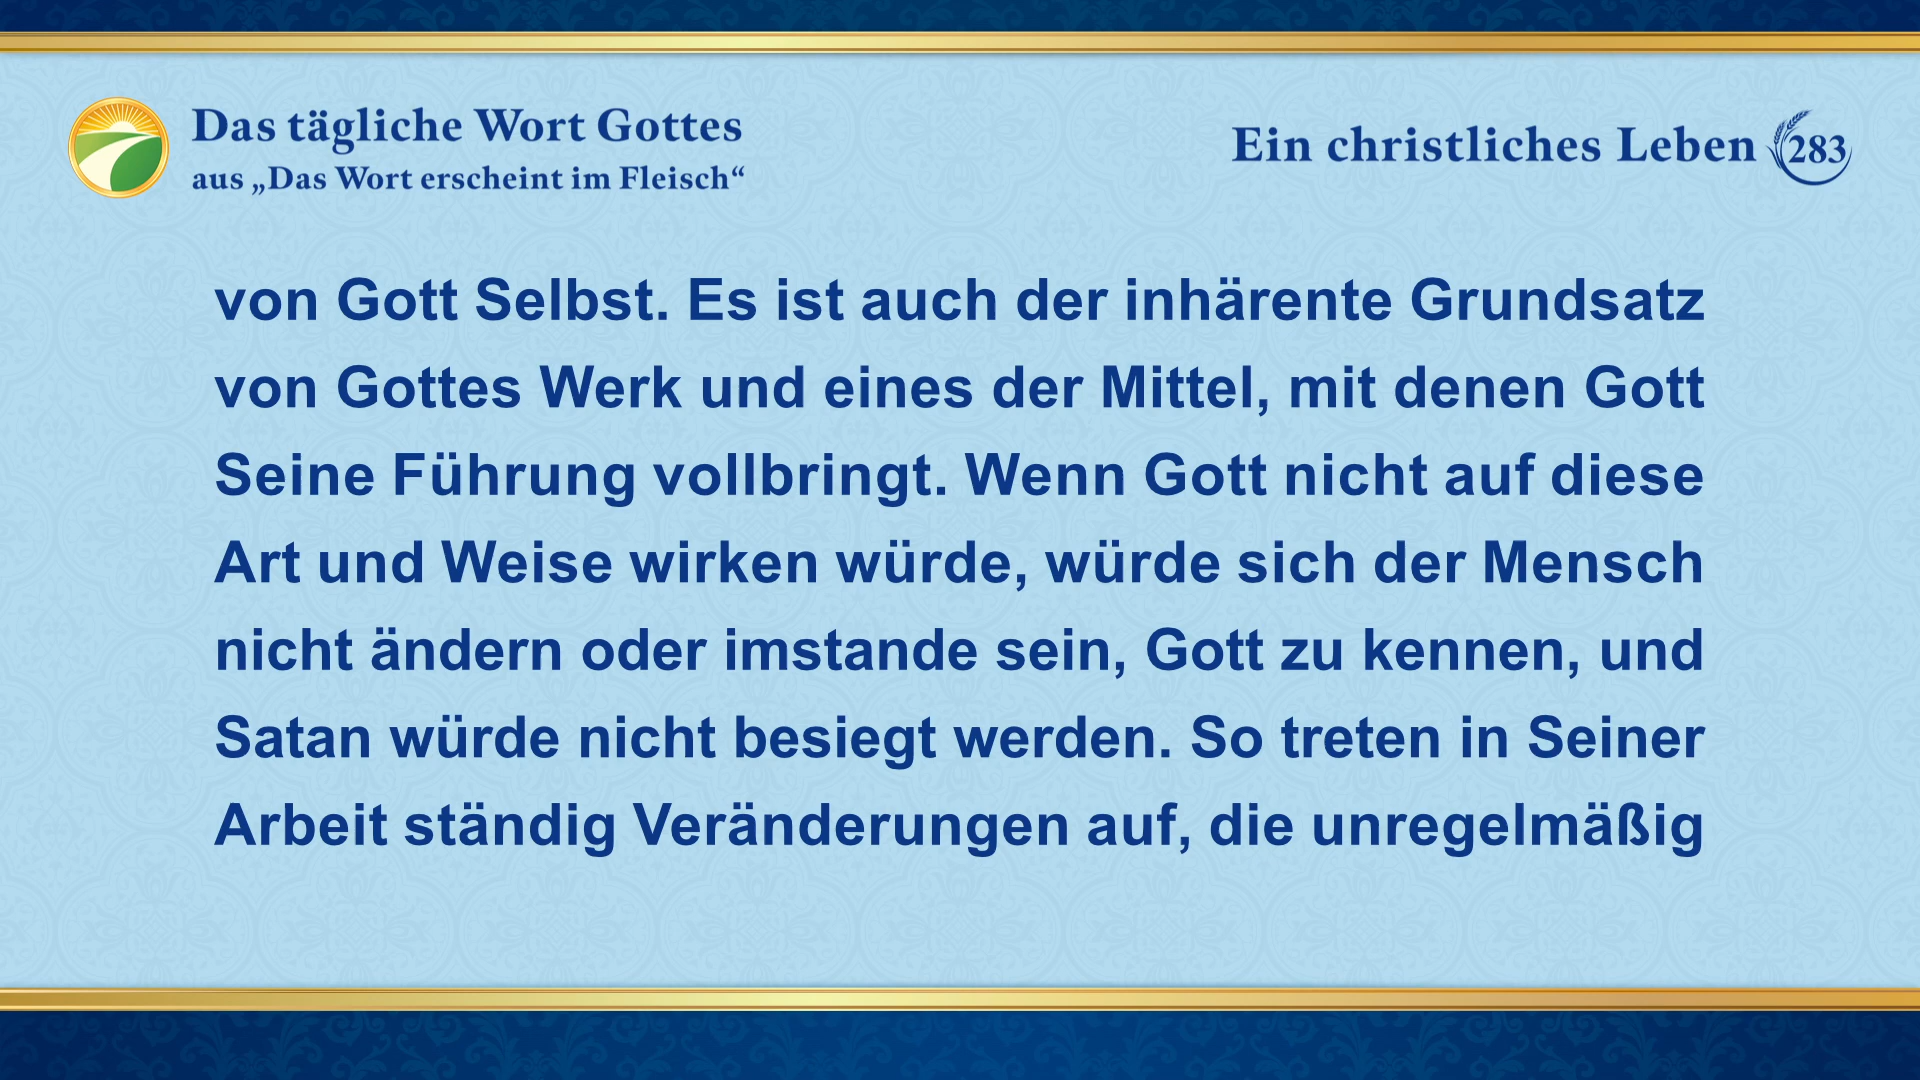 Das tägliche Wort Gottes
aus „Das Wort erscheint im Fleisch“
Ein christliches Leben 283
von Gott Selbst. Es ist auch der inhärente Grundsatz
von Gottes Werk und eines der Mittel, mit denen Gott
Seine Führung vollbringt. Wenn Gott nicht auf diese
Art und Weise wirken würde, würde sich der Mensch
nicht ändern oder imstande sein, Gott zu kennen, und
Satan würde nicht besiegt werden. So treten in Seiner
Arbeit ständig Veränderungen auf, die unregelmäßig